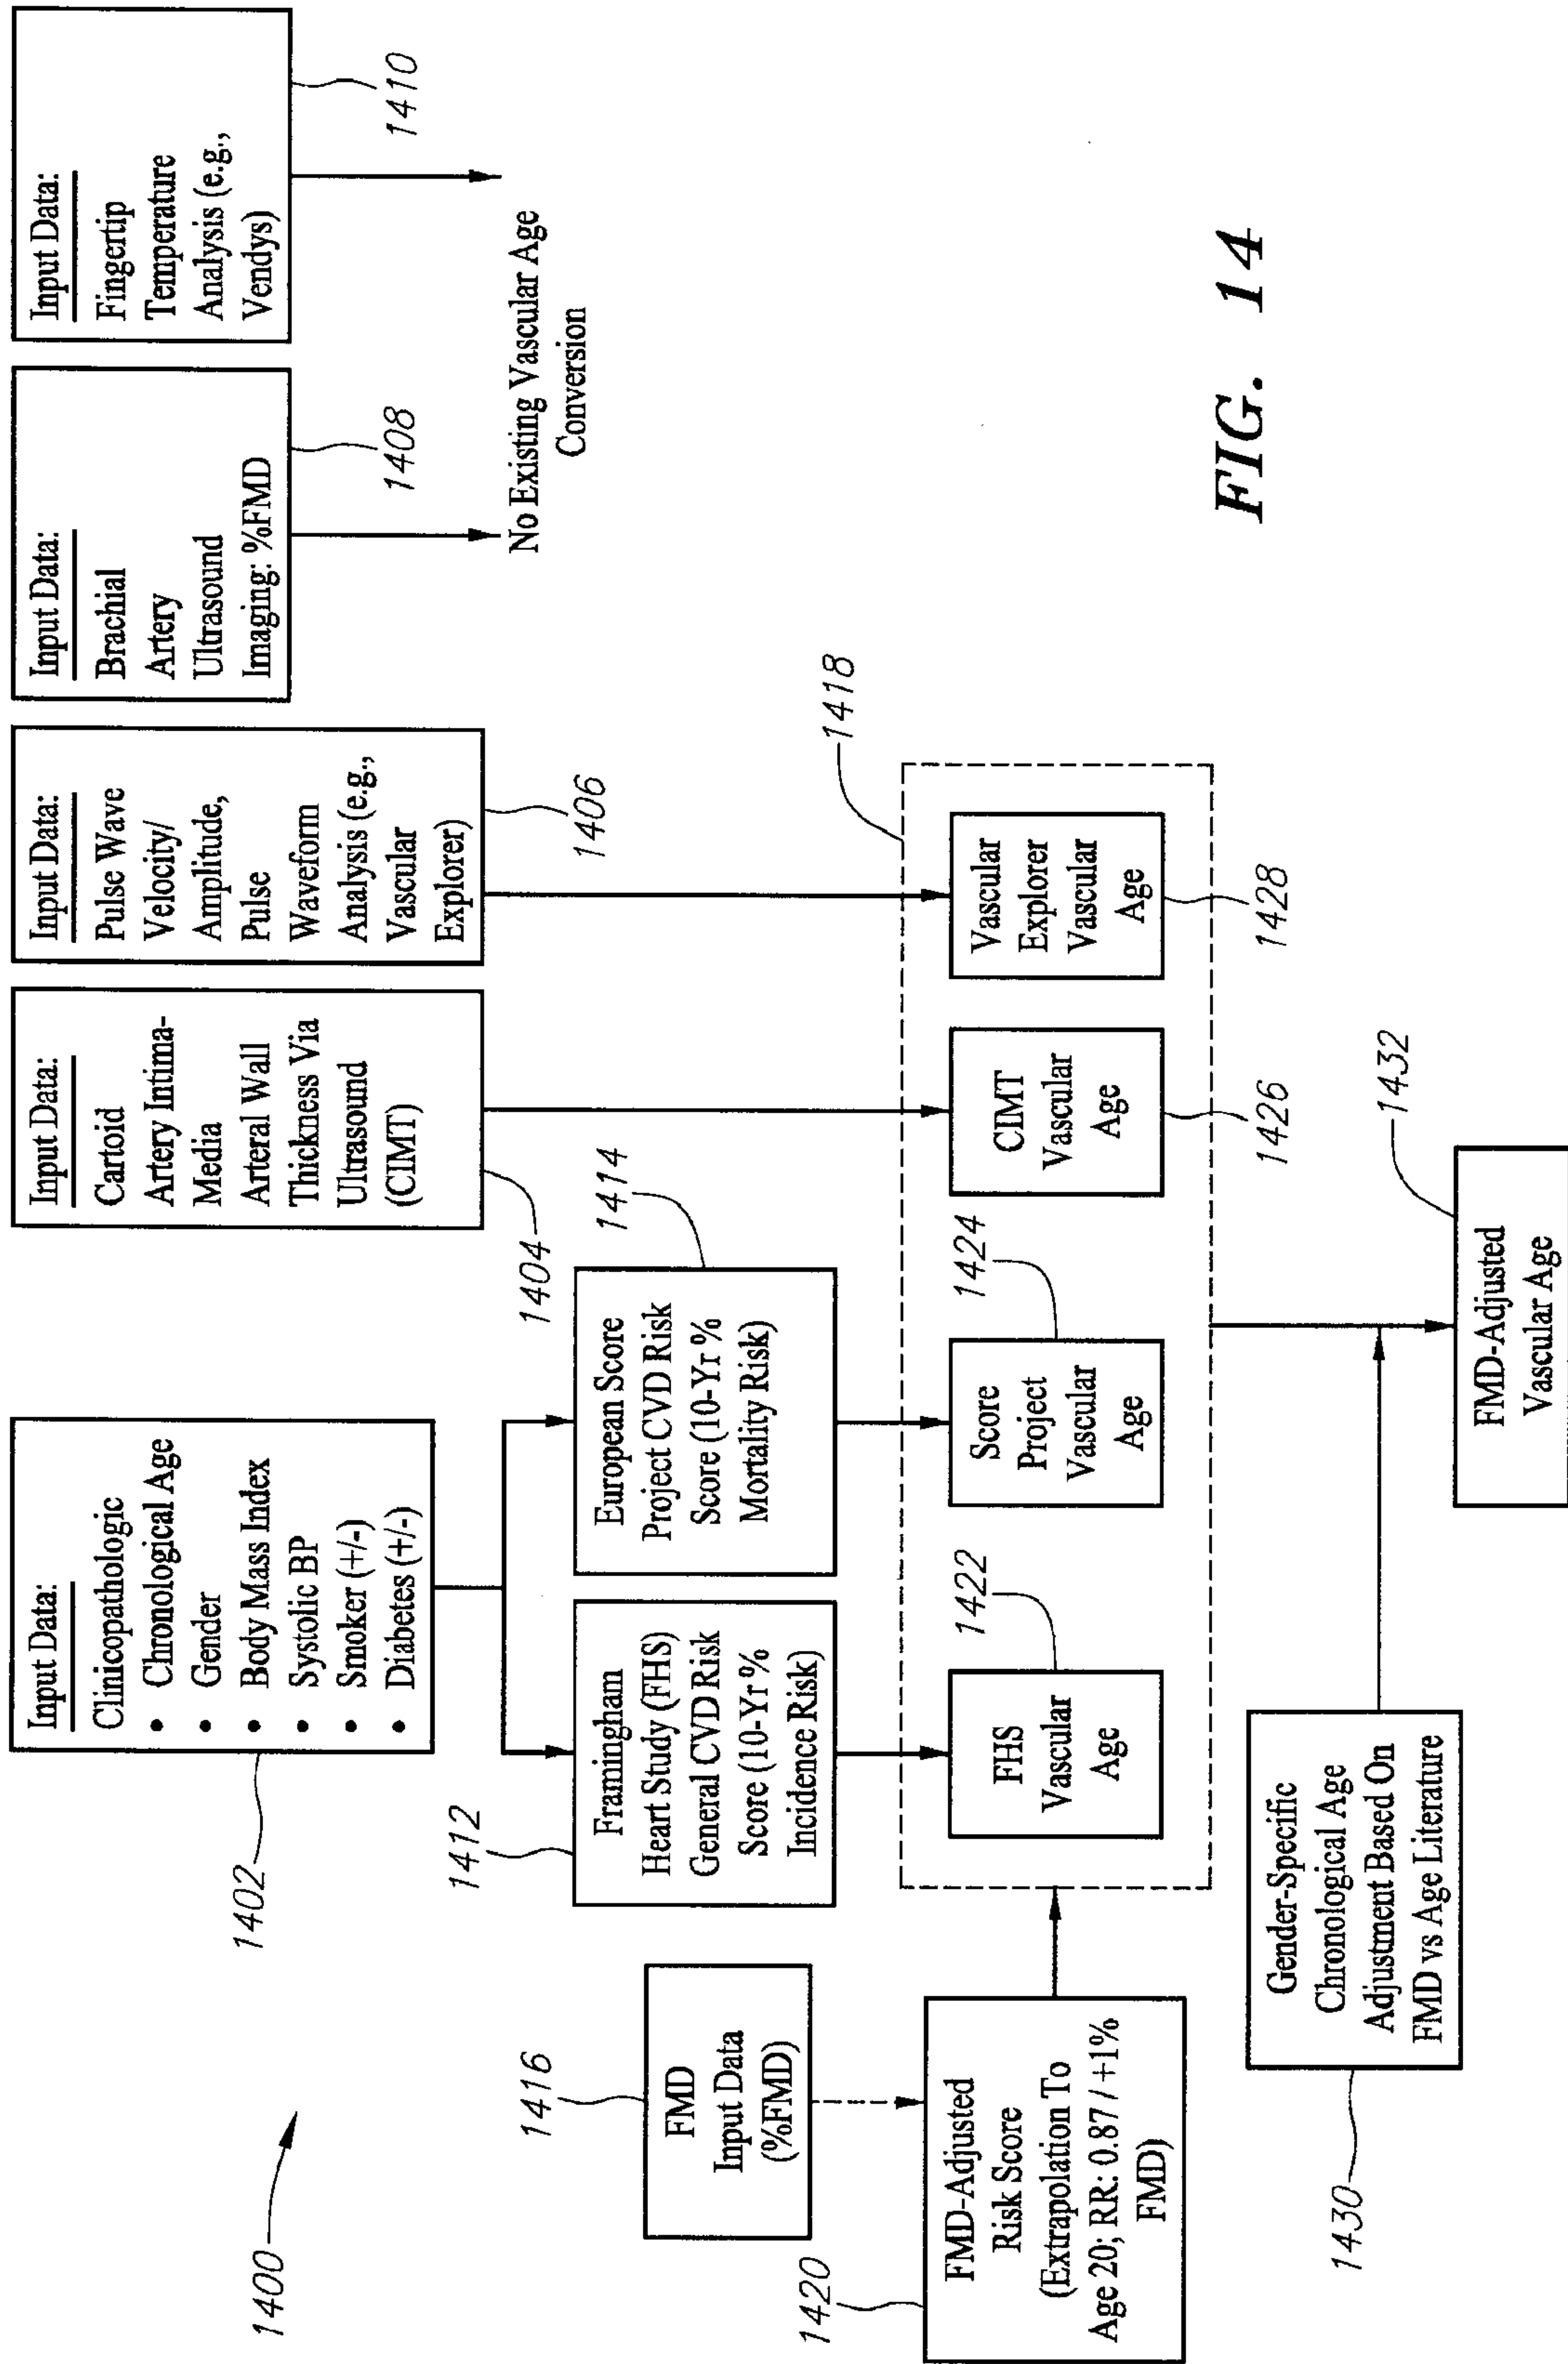 1400
Input Data:
Clinicopathologic
• Chronological Age
• Gender
• Body Mass Index
• Systolic BP
• Smoker (+/-)
• Diabetes (+/-)
1402
Input Data:
Cartoid
Artery Intima-
Media
Arteral Wall
Thickness Via
Ultrasound
(CIMT)
1404
Input Data:
Pulse Wave
Velocity/
Amplitude,
Pulse
Waveform
Analysis (e.g.,
Vascular
Explorer)
1406
Input Data:
Brachial
Artery
Ultrasound
Imaging: %FMD
1408
Input Data:
Fingertip
Temperature
Analysis (e.g.,
Vendys)
1410
No Existing Vascular Age
Conversion
1412
Framingham
Heart Study (FHS)
General CVD Risk
Score (10-Yr %
Incidence Risk)
European Score
Project CVD Risk
Score (10-Yr %
Mortality Risk)
1414
1416
FMD
Input Data
(%FMD)
1418
1420
FMD-Adjusted
Risk Score
(Extrapolation To
Age 20; RR: 0.87 / +1%
FMD)
FHS
Vascular
Age
1422
Score
Project
Vascular
Age
1424
CIMT
Vascular
Age
1426
Vascular
Explorer
Vascular
Age
1428
1430
Gender-Specific
Chronological Age
Adjustment Based On
FMD vs Age Literature
1432
FMD-Adjusted
Vascular Age
FIG. 14